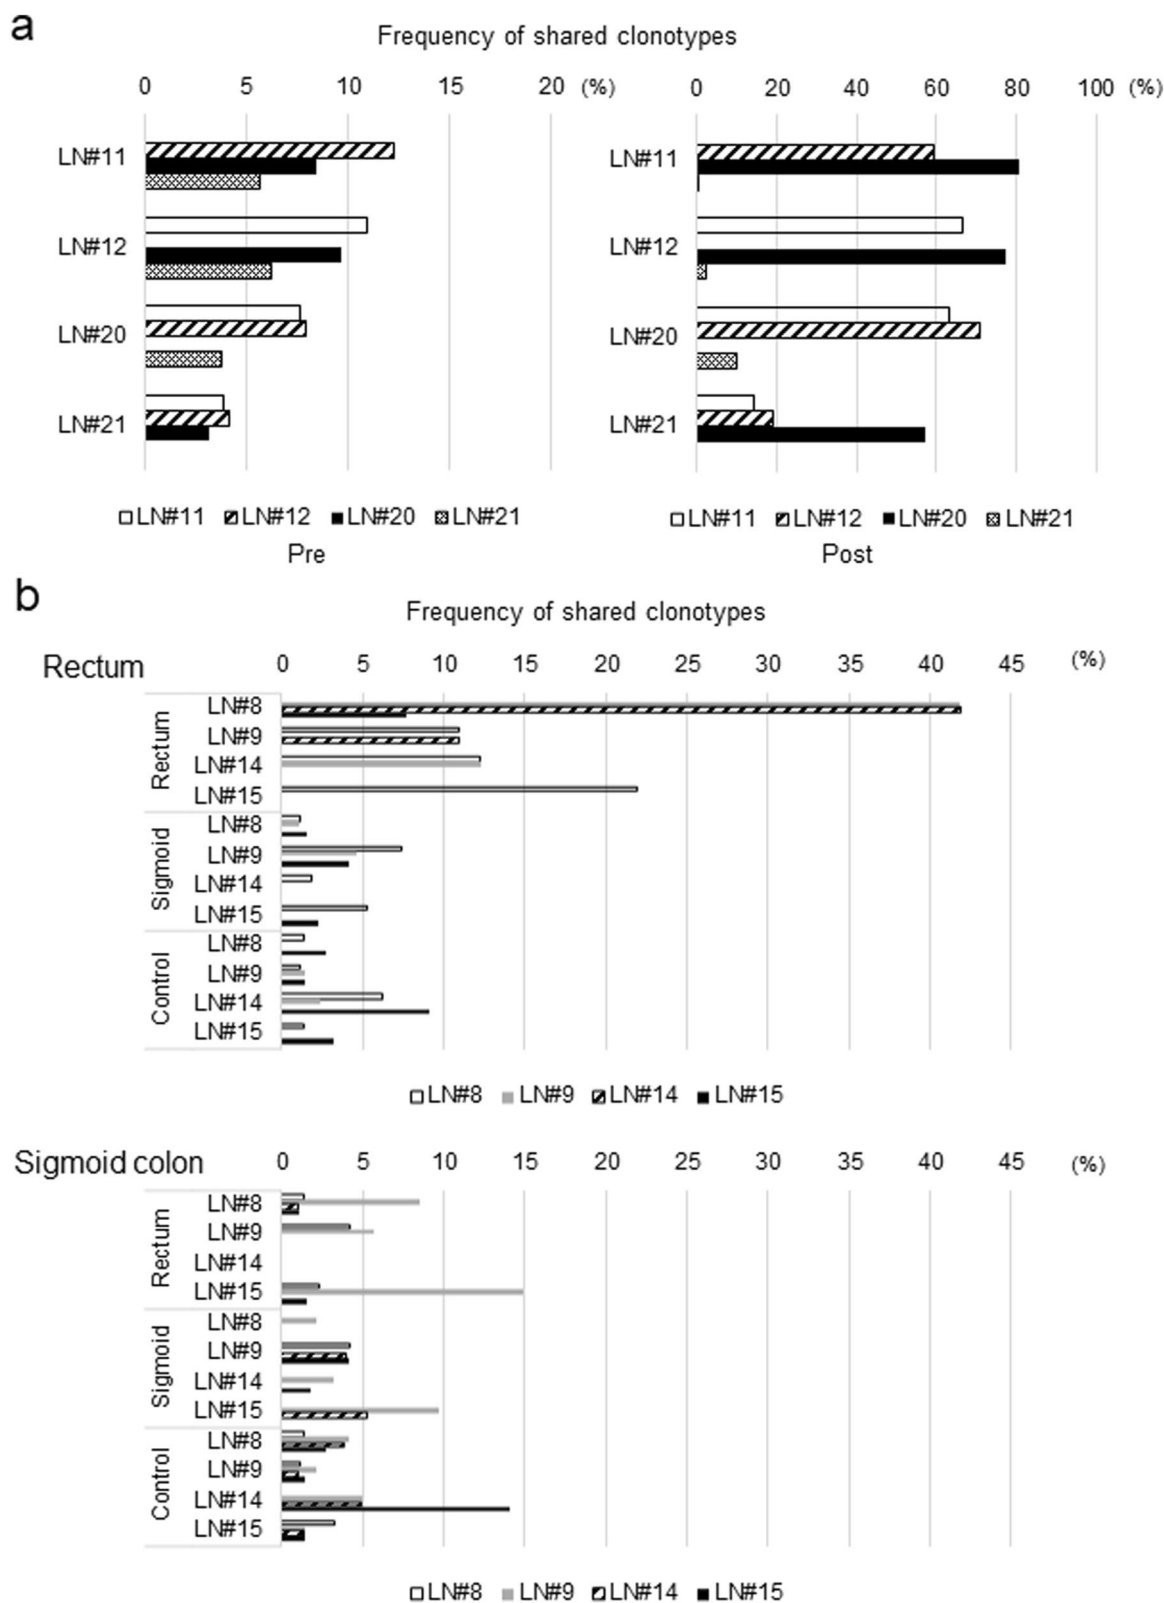 a
Frequency of shared clonotypes
0 5 10 15 20 (%)
0 20 40 60 80 100 (%)
LN#11
LN#12
LN#20
LN#21
LN#11
LN#12
LN#20
LN#21
LN#11 LN#12 LN#20 LN#21
LN#11 LN#12 LN#20 LN#21
Pre
Post
b
Frequency of shared clonotypes
Rectum
0 5 10 15 20 25 30 35 40 45 (%)
Rectum
LN#8
LN#9
LN#14
LN#15
Sigmoid
LN#8
LN#9
LN#14
LN#15
Control
LN#8
LN#9
LN#14
LN#15
LN#8 LN#9 LN#14 LN#15
Sigmoid colon
0 5 10 15 20 25 30 35 40 45 (%)
Rectum
LN#8
LN#9
LN#14
LN#15
Sigmoid
LN#8
LN#9
LN#14
LN#15
Control
LN#8
LN#9
LN#14
LN#15
LN#8 LN#9 LN#14 LN#15